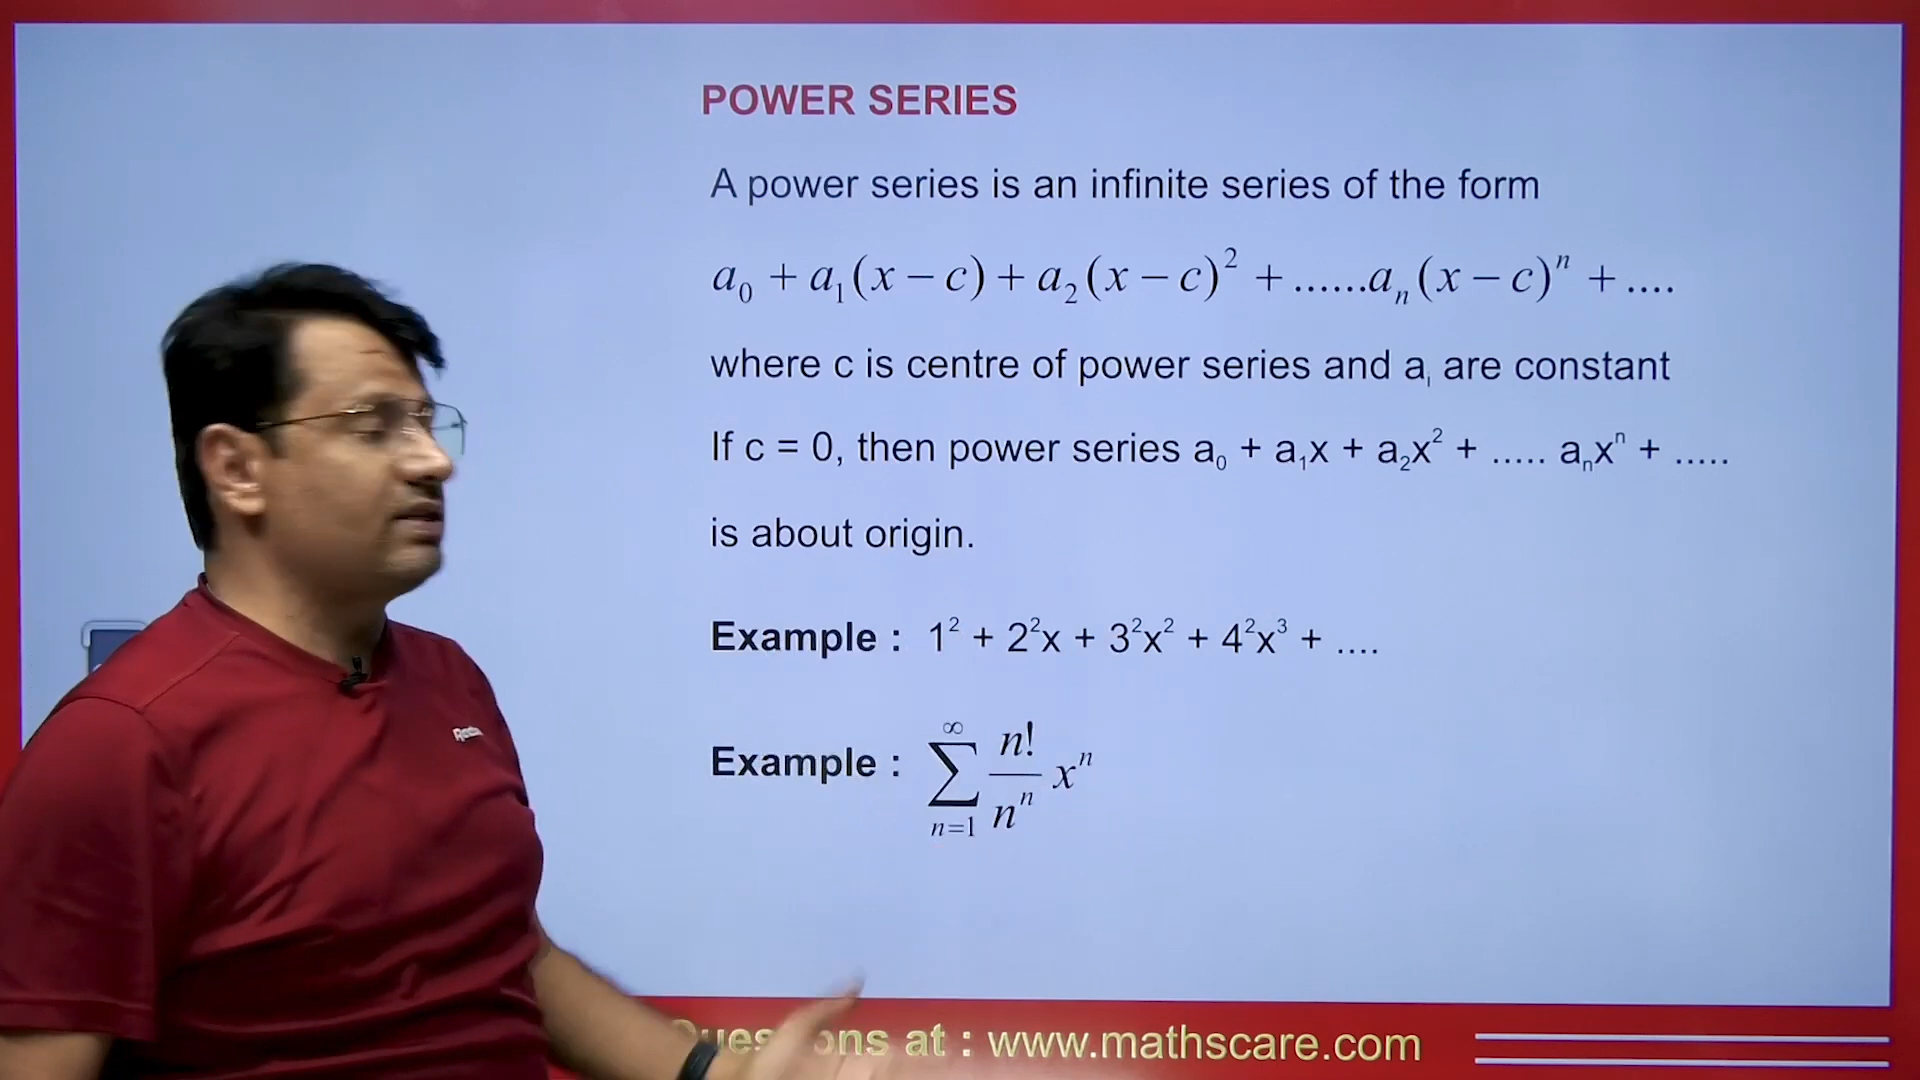 POWER SERIES
A power series is an infinite series of the form
a₀ + a₁(x − c) + a₂(x − c)² + ......aₙ(x − c)ⁿ + ....
where c is centre of power series and aᵢ are constant
If c = 0, then power series a₀ + a₁x + a₂x² + ..... aₙxⁿ + .....
is about origin.
Example : 1² + 2²x + 3²x² + 4²x³ + ....
Example : ∑_{n=1}^{∞} n!/nⁿ xⁿ
at : www.mathscare.com